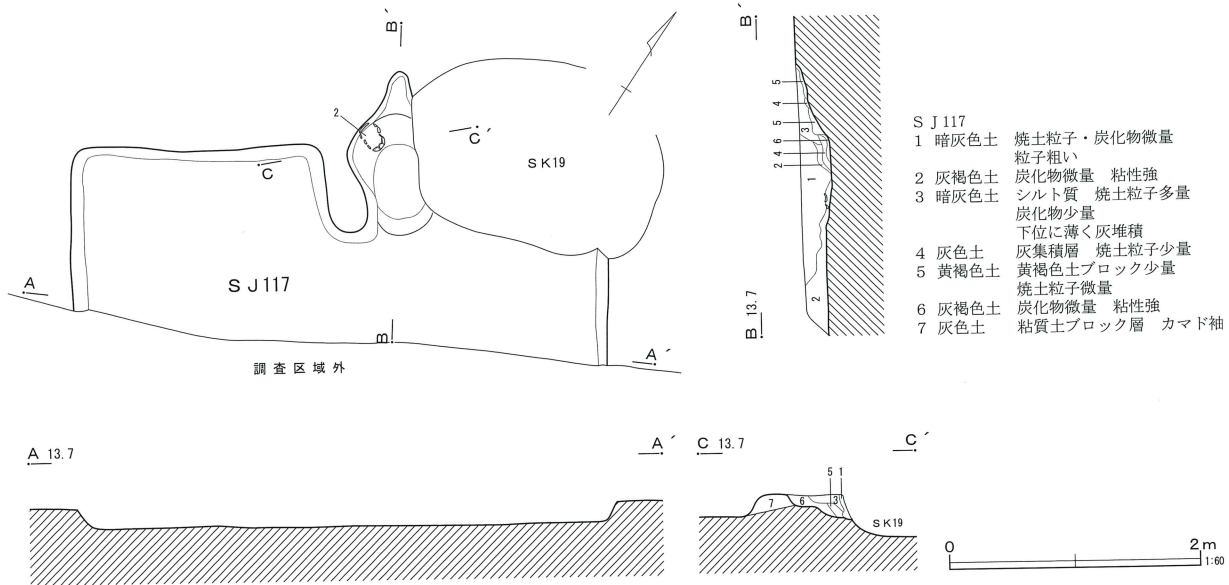 B´
2
C´
SK19
C
SJ117
A
B
A´
調査区域外
B´
5
4
5
3
6
4
2
1
2
B 13.7
SJ117
1 暗灰色土 焼土粒子・炭化物微量
粒子粗い
2 灰褐色土 炭化物微量 粘性強
3 暗灰色土 シルト質 焼土粒子多量
炭化物少量
下位に薄く灰堆積
4 灰色土 灰集積層 焼土粒子少量
5 黄褐色土 黄褐色土ブロック少量
焼土粒子微量
6 灰褐色土 炭化物微量 粘性強
7 灰色土 粘質土ブロック層 カマド袖
A 13.7
A´
C 13.7
C´
5 1
7 6 3
SK19
0 2m
1:60